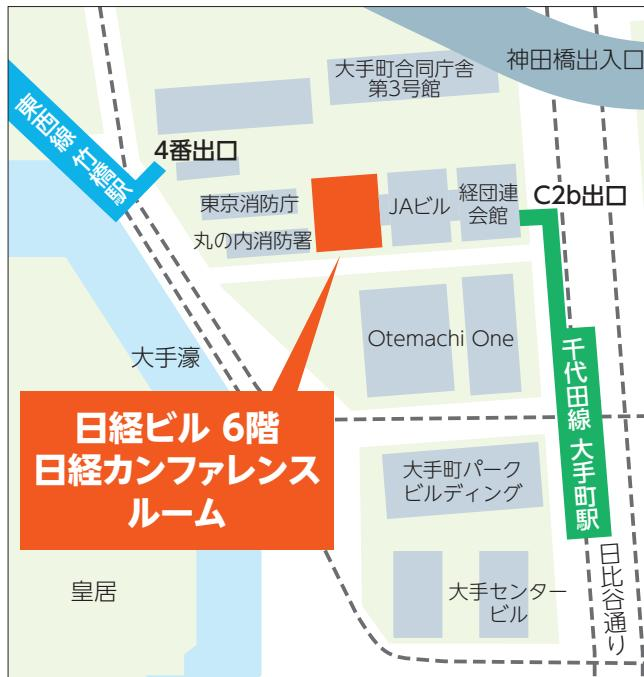 神田橋出入口
大手町合同庁舎
第3号館
東西線 竹橋駅
4番出口
東京消防庁
丸の内消防署
JAビル
経団連
会館
C2b出口
Otemachi One
千代田線 大手町駅
大手濠
日経ビル 6階
日経カンファレンス
ルーム
大手町パーク
ビルディング
皇居
大手センター
ビル
日比谷通り